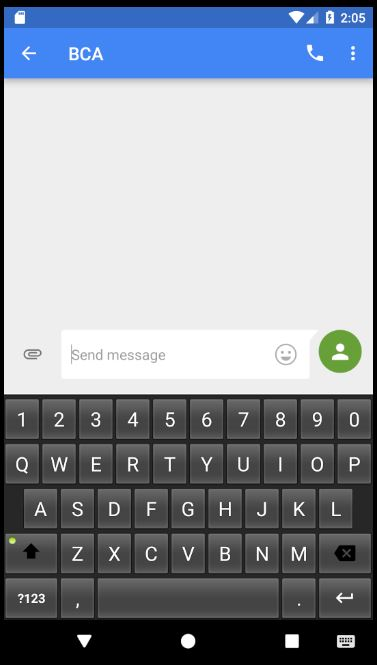 2:05
BCA
Send message
1 2 3 4 5 6 7 8 9 0
Q W E R T Y U I O P
A S D F G H J K L
Z X C V B N M
?123 , .